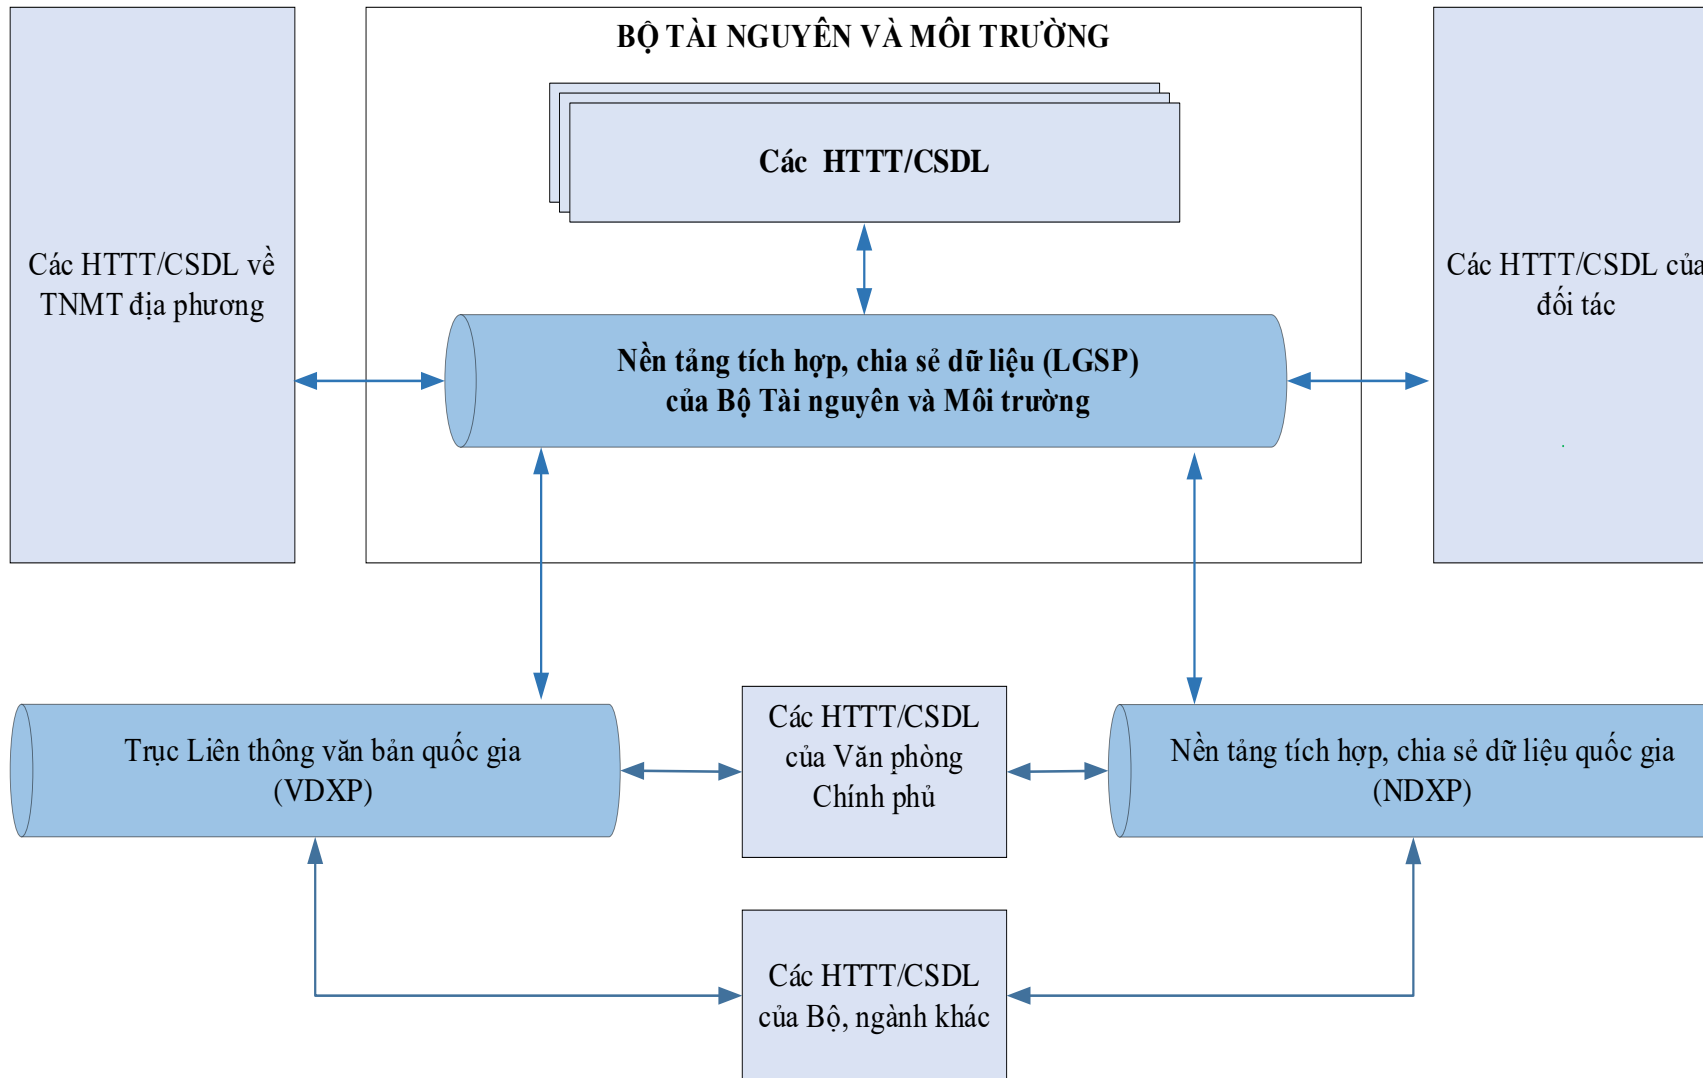 BỘ TÀI NGUYÊN VÀ MÔI TRƯỜNG
Các HTTT/CSDL
Các HTTT/CSDL về
TNMT địa phương
Các HTTT/CSDL của
đối tác
Nền tảng tích hợp, chia sẻ dữ liệu (LGSP)
của Bộ Tài nguyên và Môi trường
Trục Liên thông văn bản quốc gia
(VDXP)
Các HTTT/CSDL
của Văn phòng
Chính phủ
Nền tảng tích hợp, chia sẻ dữ liệu quốc gia
(NDXP)
Các HTTT/CSDL
của Bộ, ngành khác